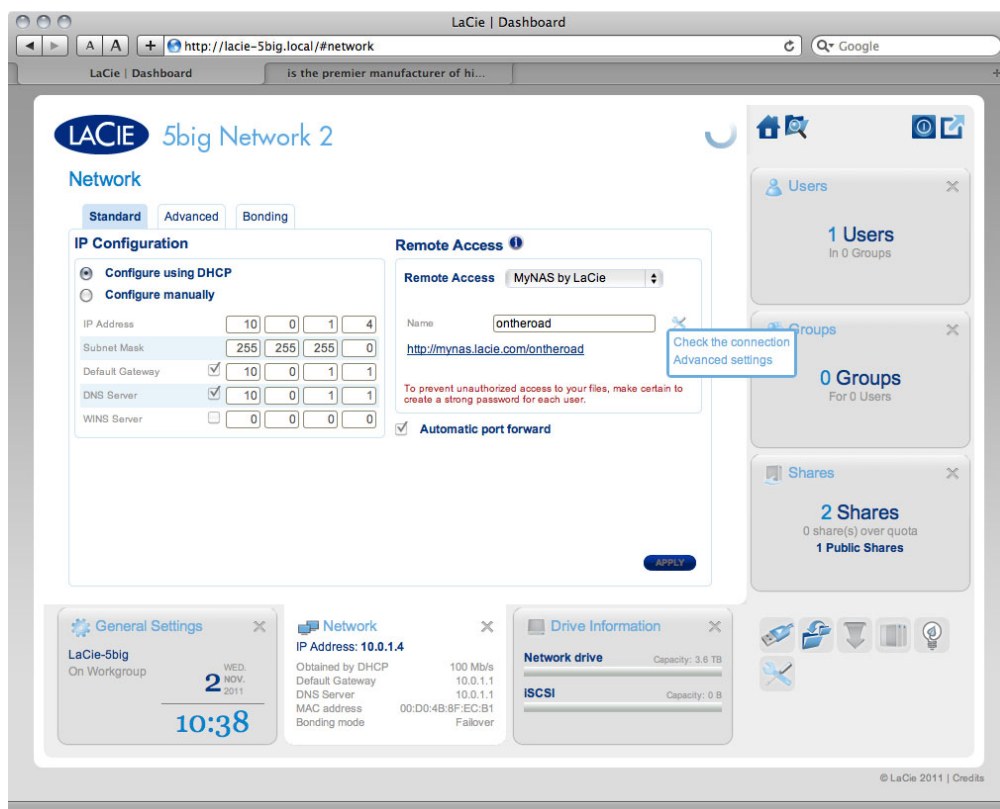 LaCie | Dashboard
A A + http://lacie-5big.local/#network Google
LaCie | Dashboard
is the premier manufacturer of hi...
LACIE 5big Network 2
Network
Standard Advanced Bonding
IP Configuration
Configure using DHCP
Configure manually
IP Address 10 0 1 4
Subnet Mask 255 255 255 0
Default Gateway 10 0 1 1
DNS Server 10 0 1 1
WINS Server 0 0 0 0
Remote Access
Remote Access MyNAS by LaCie
Name ontheroad
http://mynas.lacie.com/ontheroad
Check the connection
Advanced settings
To prevent unauthorized access to your files, make certain to
create a strong password for each user.
Automatic port forward
APPLY
Users
1 Users
In 0 Groups
Groups
0 Groups
For 0 Users
Shares
2 Shares
0 share(s) over quota
1 Public Shares
General Settings
LaCie-5big
On Workgroup
WED.
2 NOV.
2011
10:38
Network
IP Address: 10.0.1.4
Obtained by DHCP 100 Mb/s
Default Gateway 10.0.1.1
DNS Server 10.0.1.1
MAC address 00:D0:4B:8F:EC:B1
Bonding mode Failover
Drive Information
Network drive Capacity: 3.6 TB
iSCSI Capacity: 0 B
© LaCie 2011 | Credits